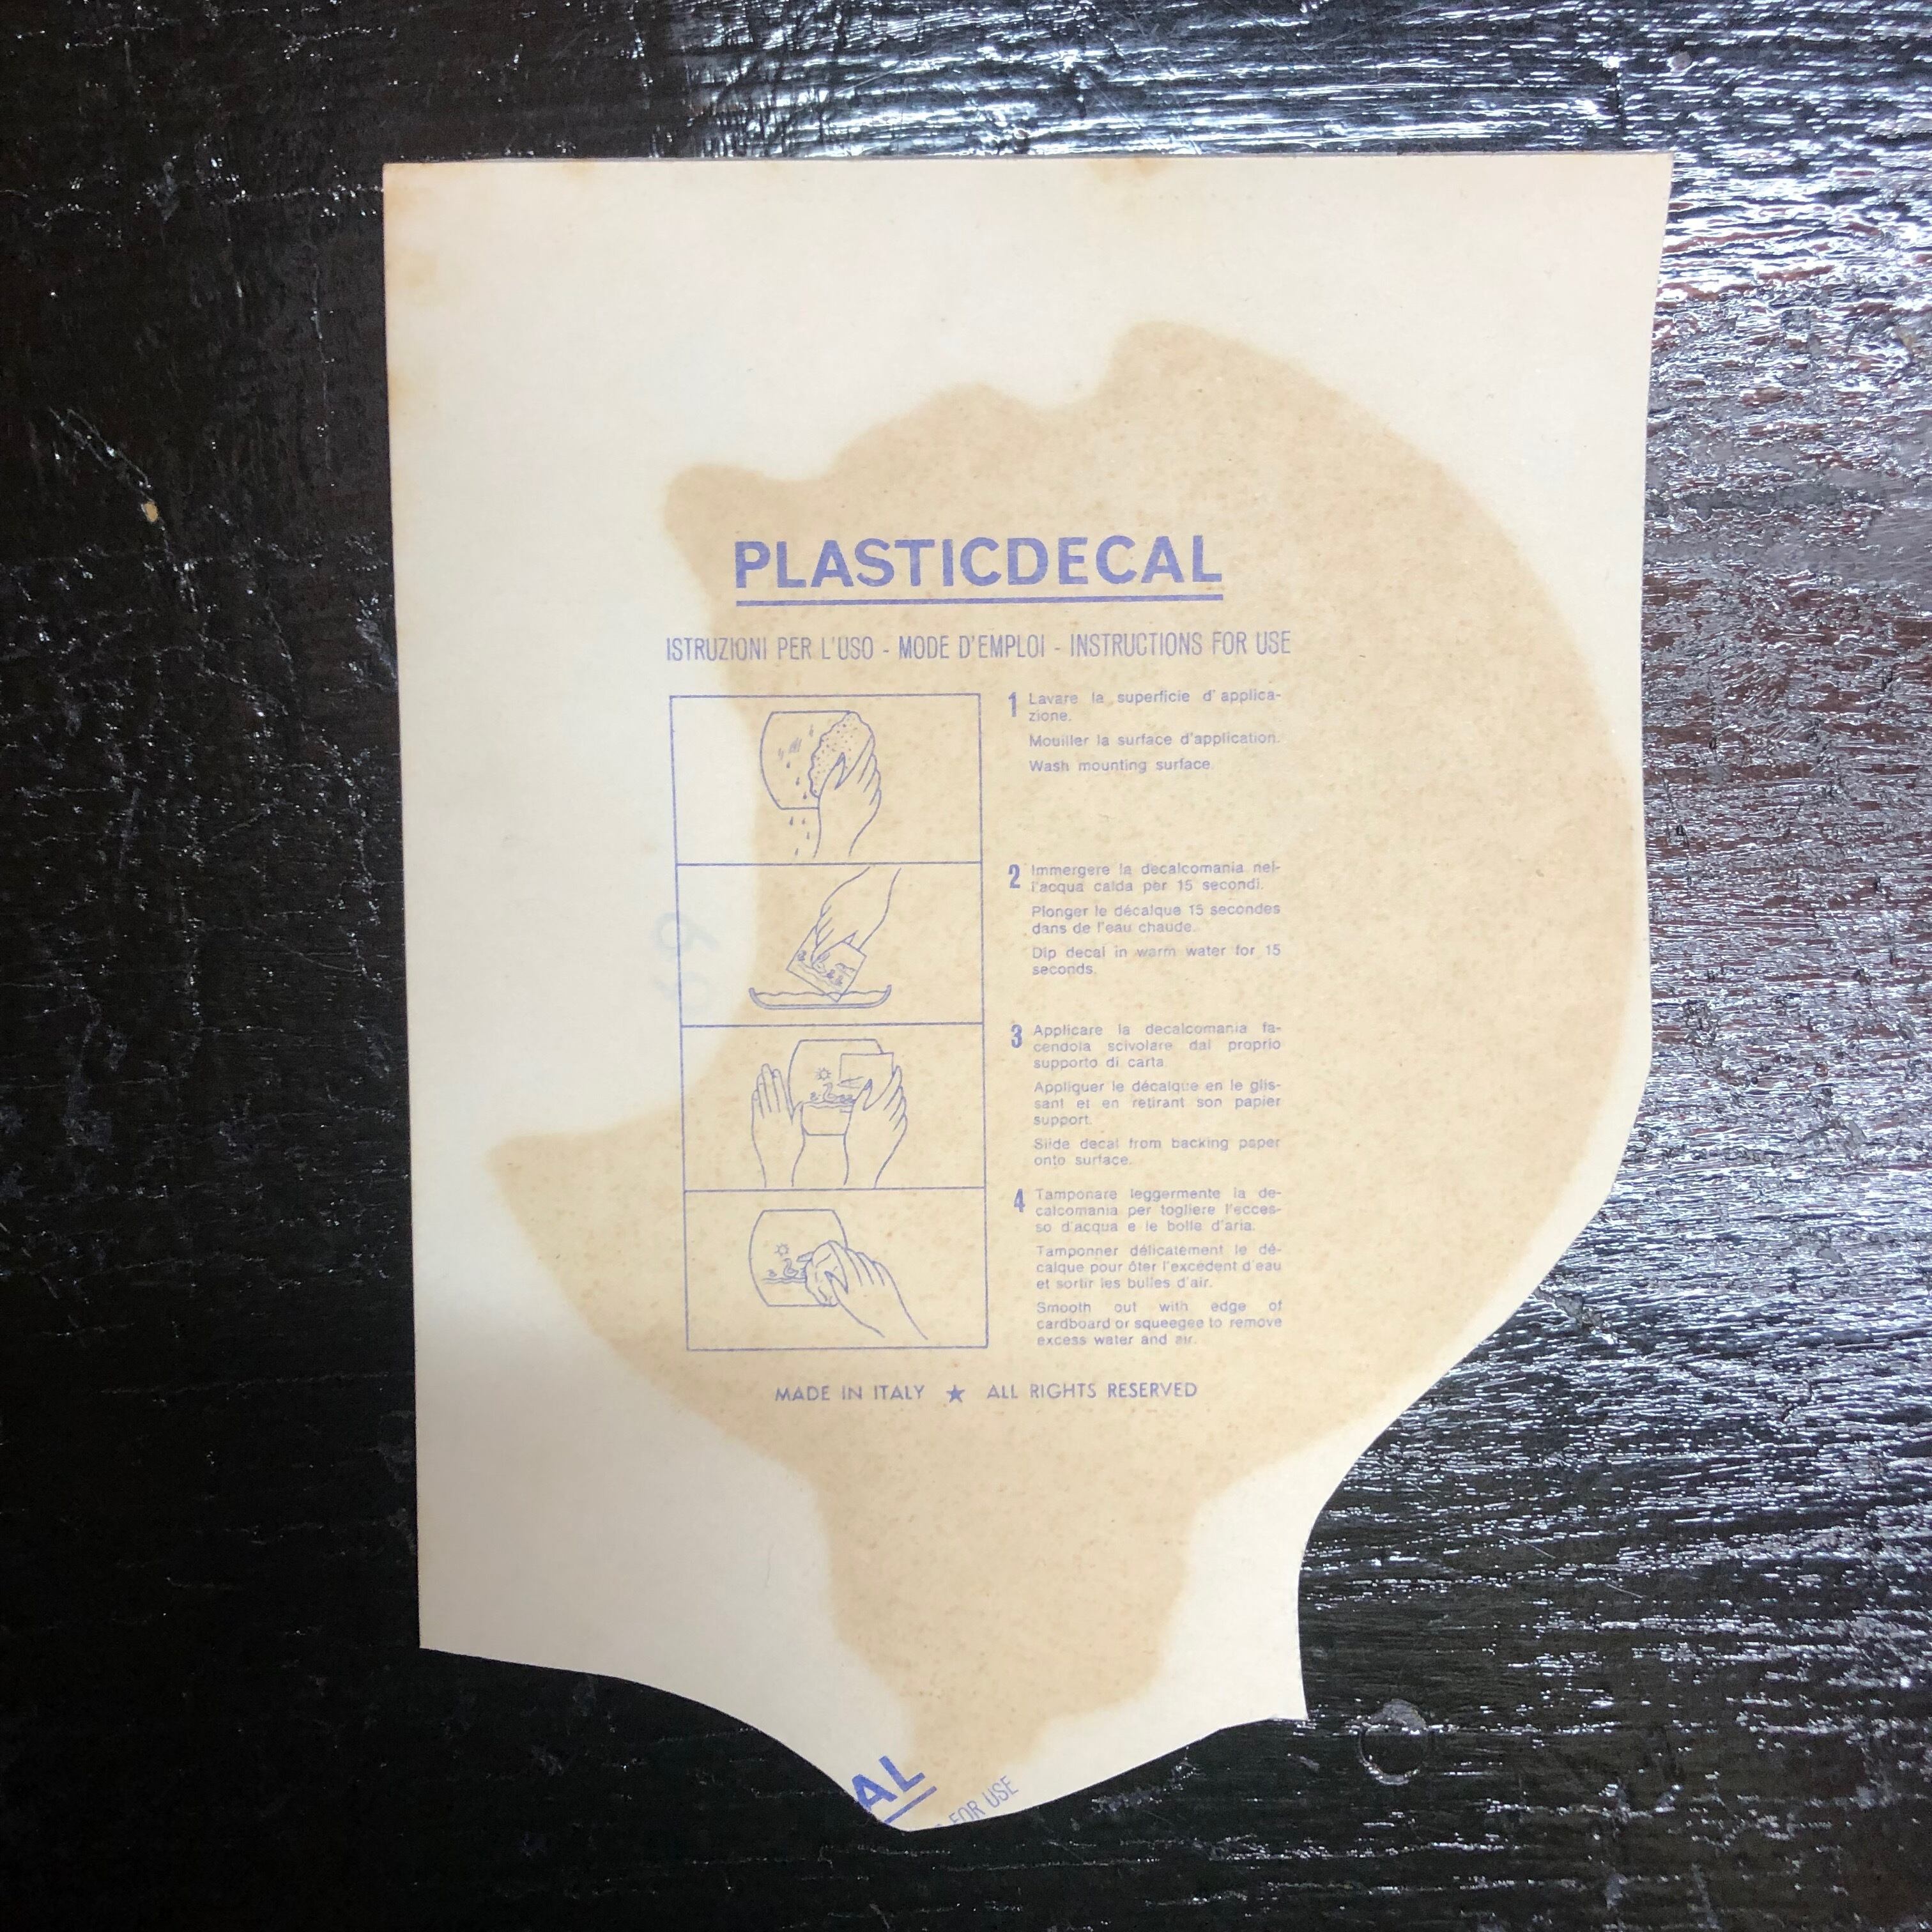 PLASTICDECAL
ISTRUZIONI PER L'USO - MODE D'EMPLOI - INSTRUCTIONS FOR USE
1 Lavare la superficie d'applica-
zione.
Mouiller la surface d'application.
Wash mounting surface.
2 Immergere la decalcomania nel-
l'acqua calda per 15 secondi.
Plonger le décalque 15 secondes
dans de l'eau chaude.
Dip decal in warm water for 15
seconds.
3 Applicare la decalcomania fa-
cendola scivolare dal proprio
supporto di carta.
Appliquer le décalque en le glis-
sant et en retirant son papier
support.
Slide decal from backing paper
onto surface.
4 Tamponare leggermente la de-
calcomania per togliere l'ecces-
so d'acqua e le bolle d'aria.
Tamponner délicatement le dé-
calque pour ôter l'excédent d'eau
et sortir les bulles d'air.
Smooth out with edge of
cardboard or squeegee to remove
excess water and air.
MADE IN ITALY ★ ALL RIGHTS RESERVED
AL
FOR USE